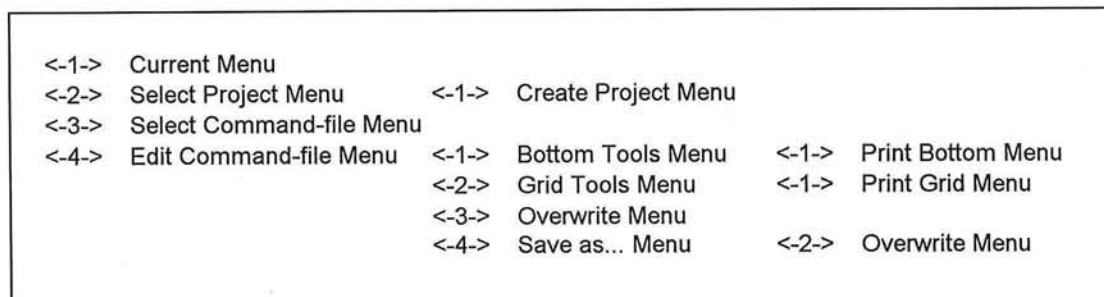 <-1-> Current Menu
<-2-> Select Project Menu <-1-> Create Project Menu
<-3-> Select Command-file Menu
<-4-> Edit Command-file Menu <-1-> Bottom Tools Menu <-1-> Print Bottom Menu
<-2-> Grid Tools Menu <-1-> Print Grid Menu
<-3-> Overwrite Menu
<-4-> Save as... Menu <-2-> Overwrite Menu